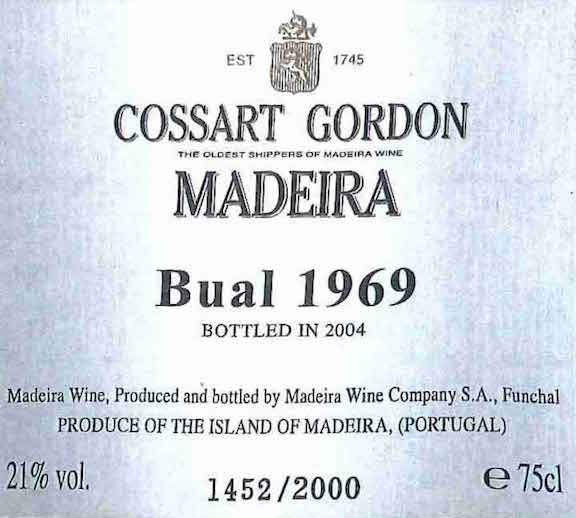 EST 1745
COSSART GORDON
THE OLDEST SHIPPERS OF MADEIRA WINE
MADEIRA
Bual 1969
BOTTLED IN 2004
Madeira Wine, Produced and bottled by Madeira Wine Company S.A., Funchal
PRODUCE OF THE ISLAND OF MADEIRA, (PORTUGAL)
21% vol. 1452/2000 e 75cl